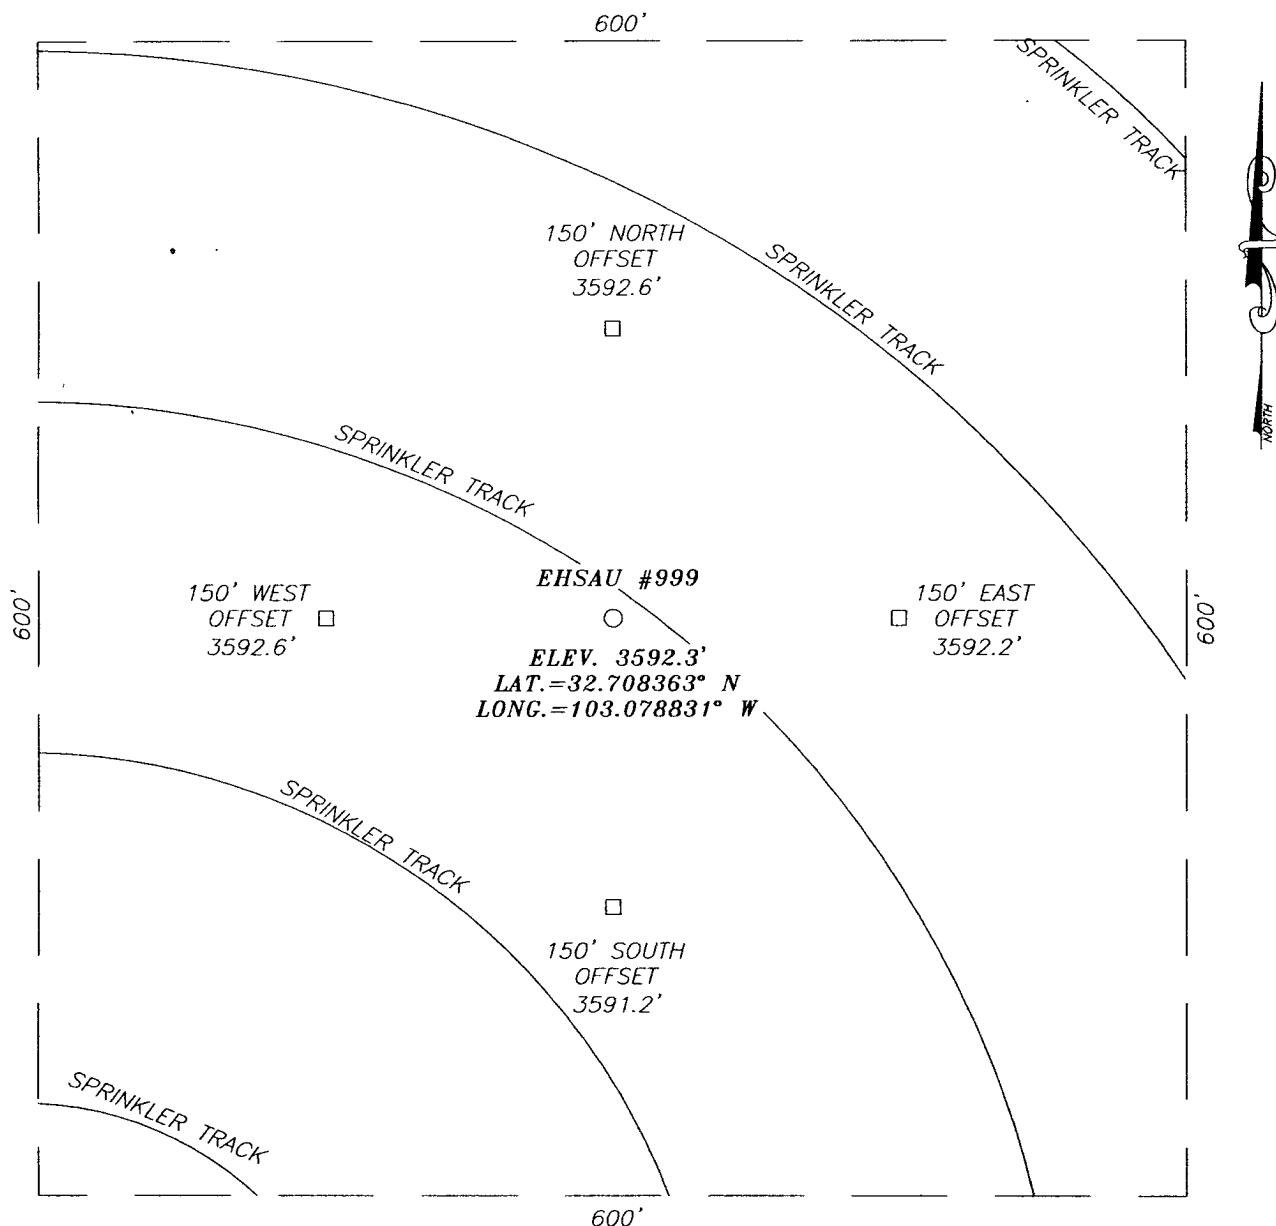 600'
SPRINKLER TRACK
150' NORTH
OFFSET
3592.6'
SPRINKLER TRACK
NORTH
SPRINKLER TRACK
EHSAU #999
150' WEST
OFFSET
3592.6'
150' EAST
OFFSET
3592.2'
600'
600'
ELEV. 3592.3'
LAT.=32.708363° N
LONG.=103.078831° W
SPRINKLER TRACK
150' SOUTH
OFFSET
3591.2'
SPRINKLER TRACK
600'